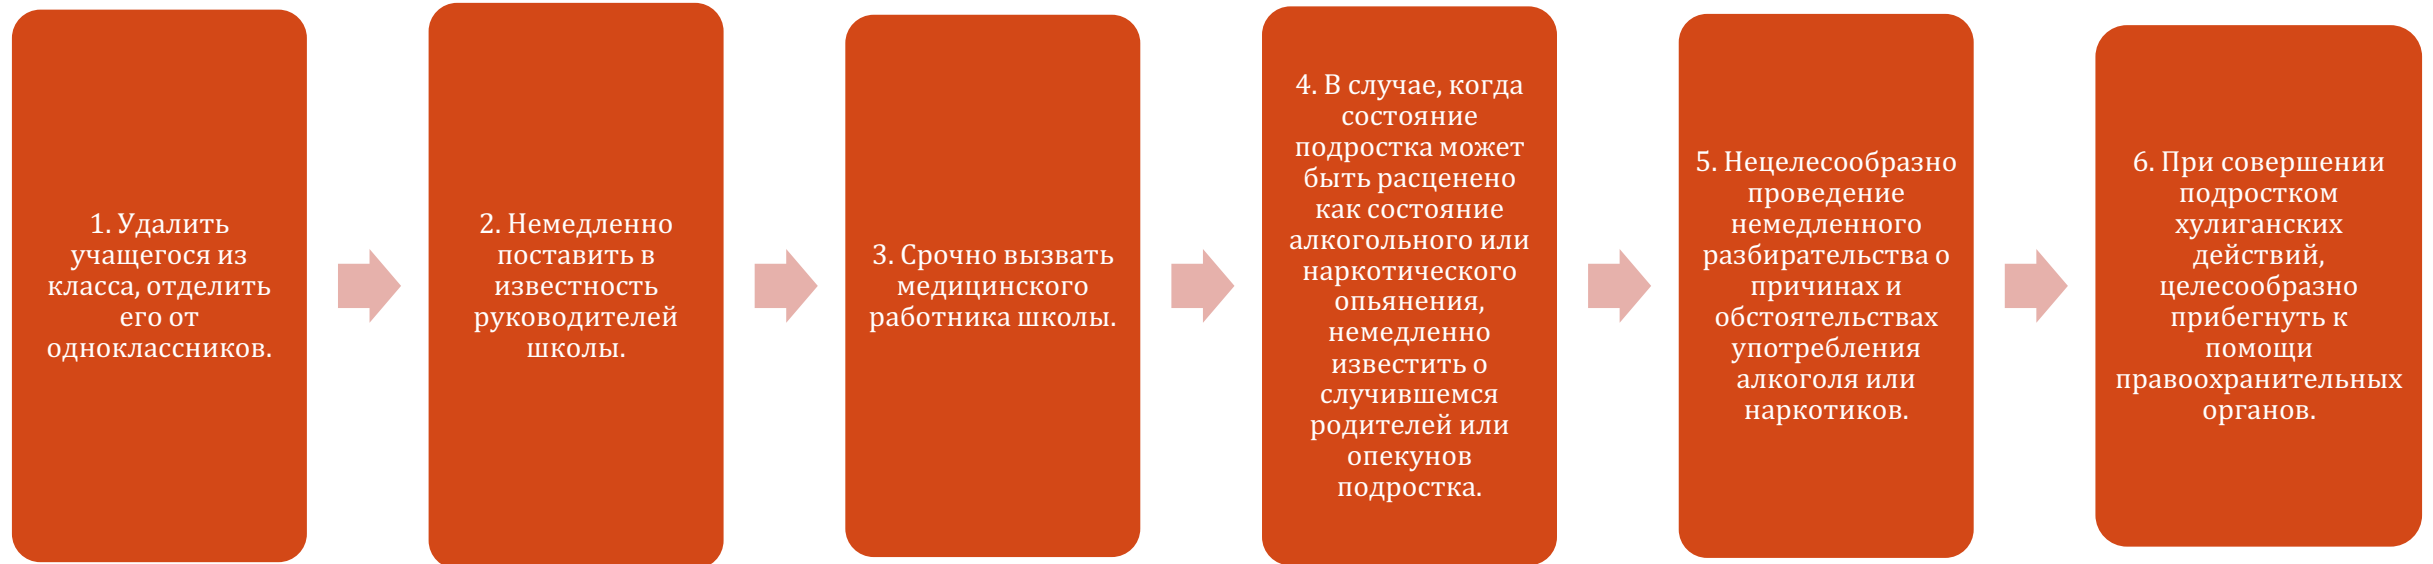 1. Удалить
учащегося из
класса, отделить
его от
одноклассников.
2. Немедленно
поставить в
известность
руководителей
школы.
3. Срочно вызвать
медицинского
работника школы.
4. В случае, когда
состояние
подростка может
быть расценено
как состояние
алкогольного или
наркотического
опьянения,
немедленно
известить о
случившемся
родителей или
опекунов
подростка.
5. Нецелесообразно
проведение
немедленного
разбирательства о
причинах и
обстоятельствах
употребления
алкоголя или
наркотиков.
6. При совершении
подростком
хулиганских
действий,
целесообразно
прибегнуть к
помощи
правоохранительных
органов.